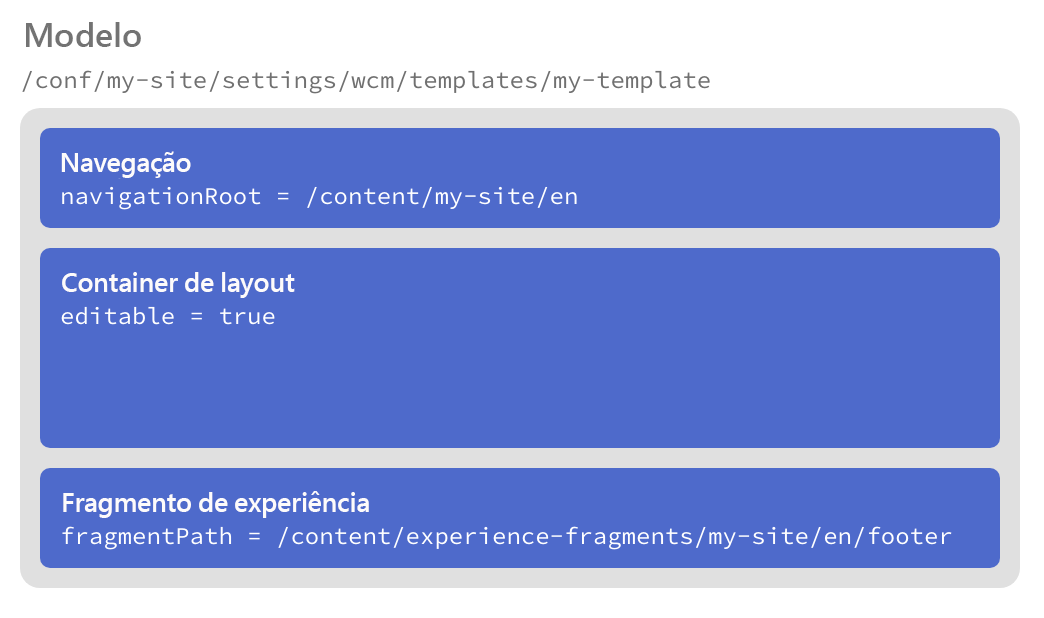 Modelo
/conf/my-site/settings/wcm/templates/my-template
Navegação
navigationRoot = /content/my-site/en
Container de layout
editable = true
Fragmento de experiência
fragmentPath = /content/experience-fragments/my-site/en/footer